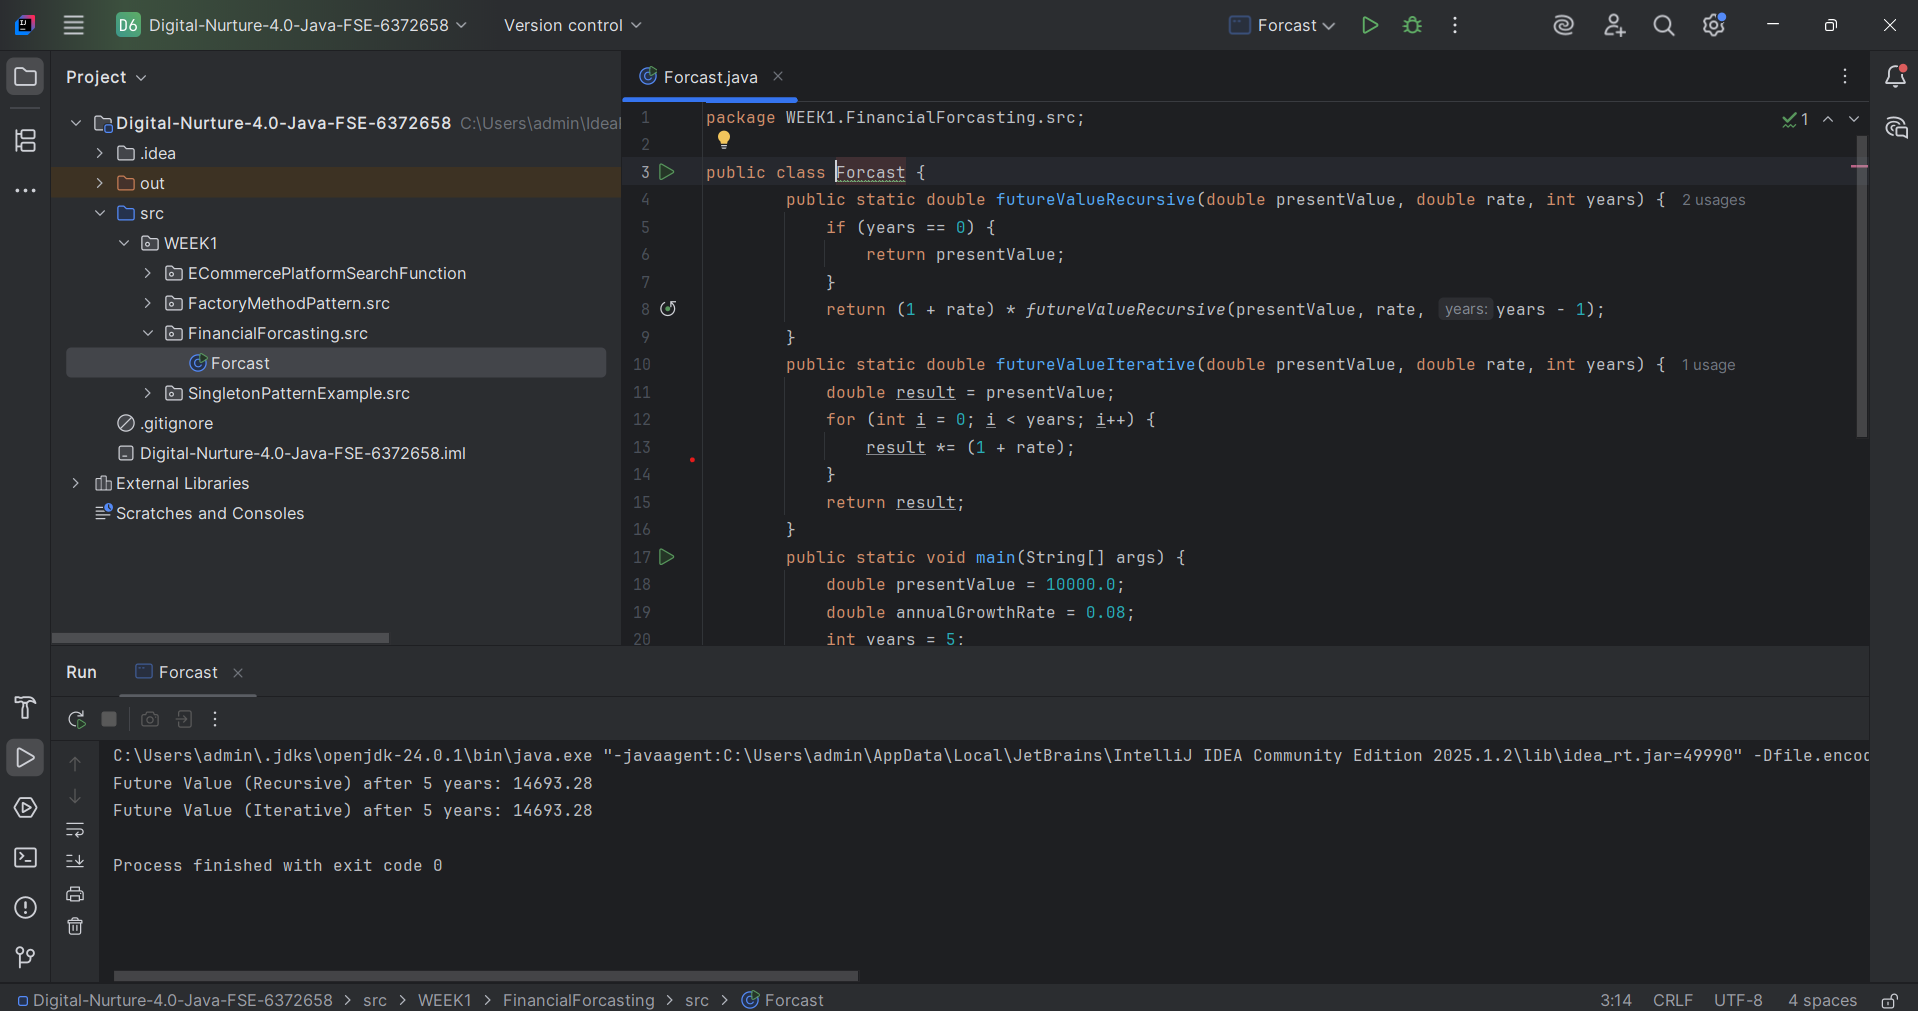 D6 Digital-Nurture-4.0-Java-FSE-6372658 Version control Forcast
Project
Digital-Nurture-4.0-Java-FSE-6372658 C:\Users\admin\Ideal
.idea
out
src
WEEK1
ECommercePlatformSearchFunction
FactoryMethodPattern.src
FinancialForcasting.src
Forcast
SingletonPatternExample.src
.gitignore
Digital-Nurture-4.0-Java-FSE-6372658.iml
External Libraries
Scratches and Consoles
Forcast.java
1 package WEEK1.FinancialForcasting.src; 1
2
3 public class Forcast {
4 public static double futureValueRecursive(double presentValue, double rate, int years) { 2 usages
5 if (years == 0) {
6 return presentValue;
7 }
8 return (1 + rate) * futureValueRecursive(presentValue, rate, years: years - 1);
9 }
10 public static double futureValueIterative(double presentValue, double rate, int years) { 1 usage
11 double result = presentValue;
12 for (int i = 0; i < years; i++) {
13 result *= (1 + rate);
14 }
15 return result;
16 }
17 public static void main(String[] args) {
18 double presentValue = 10000.0;
19 double annualGrowthRate = 0.08;
20 int years = 5;
Run Forcast
C:\Users\admin\.jdks\openjdk-24.0.1\bin\java.exe "-javaagent:C:\Users\admin\AppData\Local\JetBrains\IntelliJ IDEA Community Edition 2025.1.2\lib\idea_rt.jar=49990" -Dfile.encod
Future Value (Recursive) after 5 years: 14693.28
Future Value (Iterative) after 5 years: 14693.28
Process finished with exit code 0
Digital-Nurture-4.0-Java-FSE-6372658 > src > WEEK1 > FinancialForcasting > src > Forcast 3:14 CRLF UTF-8 4 spaces